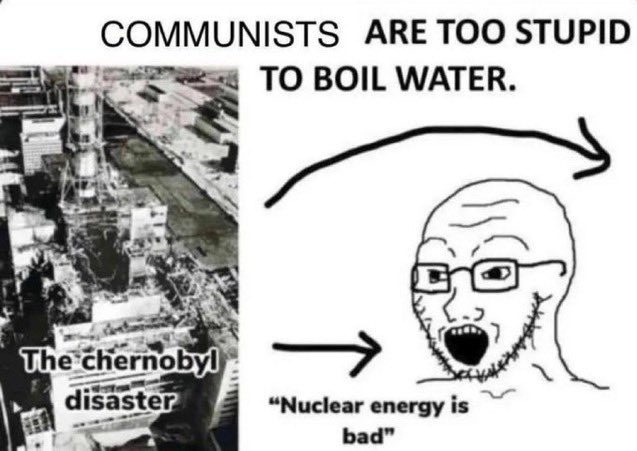 COMMUNISTS ARE TOO STUPID
TO BOIL WATER.
The chernobyl
disaster
“Nuclear energy is
bad”